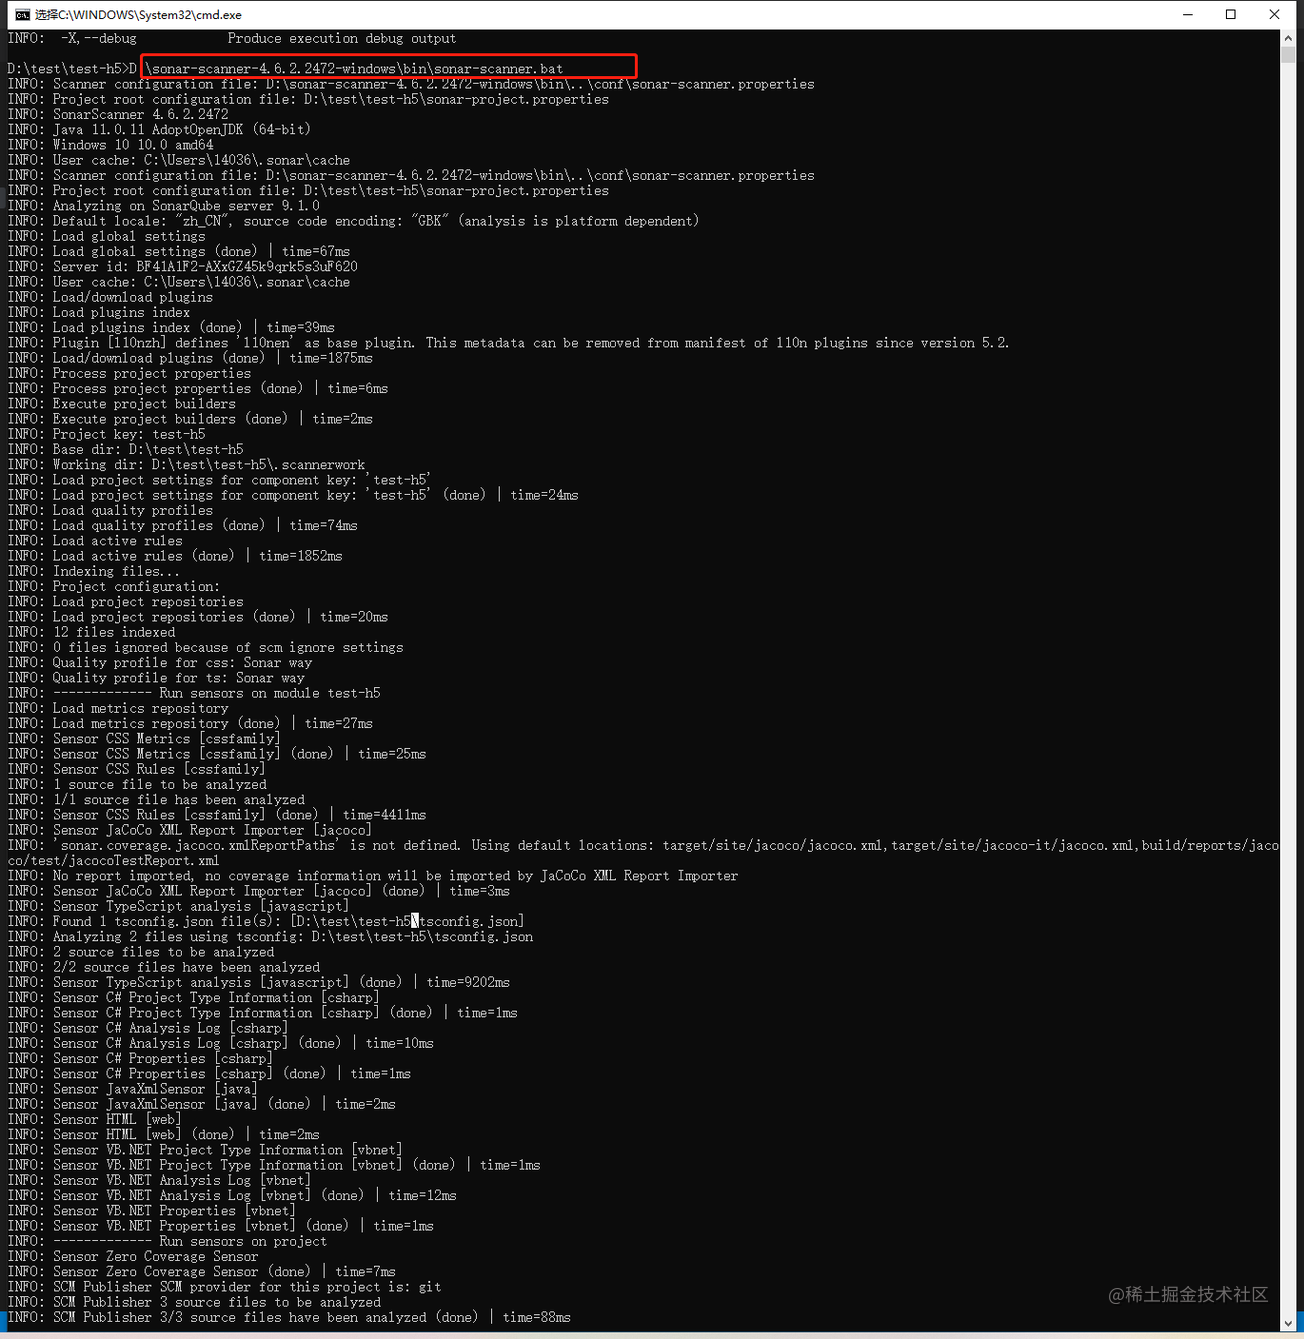 选择C:\WINDOWS\System32\cmd.exe
INFO:  -X,--debug            Produce execution debug output
D:\test\test-h5>D \sonar-scanner-4.6.2.2472-windows\bin\sonar-scanner.bat
INFO: Scanner configuration file: D:\sonar-scanner-4.6.2.2472-windows\bin\..\conf\sonar-scanner.properties
INFO: Project root configuration file: D:\test\test-h5\sonar-project.properties
INFO: SonarScanner 4.6.2.2472
INFO: Java 11.0.11 AdoptOpenJDK (64-bit)
INFO: Windows 10 10.0 amd64
INFO: User cache: C:\Users\14036\.sonar\cache
INFO: Scanner configuration file: D:\sonar-scanner-4.6.2.2472-windows\bin\..\conf\sonar-scanner.properties
INFO: Project root configuration file: D:\test\test-h5\sonar-project.properties
INFO: Analyzing on SonarQube server 9.1.0
INFO: Default locale: "zh_CN", source code encoding: "GBK" (analysis is platform dependent)
INFO: Load global settings
INFO: Load global settings (done) | time=67ms
INFO: Server id: BF41A1F2-AXxGZ45k9qrk5s3uF620
INFO: User cache: C:\Users\14036\.sonar\cache
INFO: Load/download plugins
INFO: Load plugins index
INFO: Load plugins index (done) | time=39ms
INFO: Plugin [l10nzh] defines 'l10nen' as base plugin. This metadata can be removed from manifest of l10n plugins since version 5.2.
INFO: Load/download plugins (done) | time=1875ms
INFO: Process project properties
INFO: Process project properties (done) | time=6ms
INFO: Execute project builders
INFO: Execute project builders (done) | time=2ms
INFO: Project key: test-h5
INFO: Base dir: D:\test\test-h5
INFO: Working dir: D:\test\test-h5\.scannerwork
INFO: Load project settings for component key: 'test-h5'
INFO: Load project settings for component key: 'test-h5' (done) | time=24ms
INFO: Load quality profiles
INFO: Load quality profiles (done) | time=74ms
INFO: Load active rules
INFO: Load active rules (done) | time=1852ms
INFO: Indexing files...
INFO: Project configuration:
INFO: Load project repositories
INFO: Load project repositories (done) | time=20ms
INFO: 12 files indexed
INFO: 0 files ignored because of scm ignore settings
INFO: Quality profile for css: Sonar way
INFO: Quality profile for ts: Sonar way
INFO: ------------- Run sensors on module test-h5
INFO: Load metrics repository
INFO: Load metrics repository (done) | time=27ms
INFO: Sensor CSS Metrics [cssfamily]
INFO: Sensor CSS Metrics [cssfamily] (done) | time=25ms
INFO: Sensor CSS Rules [cssfamily]
INFO: 1 source file to be analyzed
INFO: 1/1 source file has been analyzed
INFO: Sensor CSS Rules [cssfamily] (done) | time=4411ms
INFO: Sensor JaCoCo XML Report Importer [jacoco]
INFO: 'sonar.coverage.jacoco.xmlReportPaths' is not defined. Using default locations: target/site/jacoco/jacoco.xml,target/site/jacoco-it/jacoco.xml,build/reports/jaco
co/test/jacocoTestReport.xml
INFO: No report imported, no coverage information will be imported by JaCoCo XML Report Importer
INFO: Sensor JaCoCo XML Report Importer [jacoco] (done) | time=3ms
INFO: Sensor TypeScript analysis [javascript]
INFO: Found 1 tsconfig.json file(s): [D:\test\test-h5\tsconfig.json]
INFO: Analyzing 2 files using tsconfig: D:\test\test-h5\tsconfig.json
INFO: 2 source files to be analyzed
INFO: 2/2 source files have been analyzed
INFO: Sensor TypeScript analysis [javascript] (done) | time=9202ms
INFO: Sensor C# Project Type Information [csharp]
INFO: Sensor C# Project Type Information [csharp] (done) | time=1ms
INFO: Sensor C# Analysis Log [csharp]
INFO: Sensor C# Analysis Log [csharp] (done) | time=10ms
INFO: Sensor C# Properties [csharp]
INFO: Sensor C# Properties [csharp] (done) | time=1ms
INFO: Sensor JavaXmlSensor [java]
INFO: Sensor JavaXmlSensor [java] (done) | time=2ms
INFO: Sensor HTML [web]
INFO: Sensor HTML [web] (done) | time=2ms
INFO: Sensor VB.NET Project Type Information [vbnet]
INFO: Sensor VB.NET Project Type Information [vbnet] (done) | time=1ms
INFO: Sensor VB.NET Analysis Log [vbnet]
INFO: Sensor VB.NET Analysis Log [vbnet] (done) | time=12ms
INFO: Sensor VB.NET Properties [vbnet]
INFO: Sensor VB.NET Properties [vbnet] (done) | time=1ms
INFO: ------------- Run sensors on project
INFO: Sensor Zero Coverage Sensor
INFO: Sensor Zero Coverage Sensor (done) | time=7ms
INFO: SCM Publisher SCM provider for this project is: git
INFO: SCM Publisher 3 source files to be analyzed
INFO: SCM Publisher 3/3 source files have been analyzed (done) | time=88ms
@稀土掘金技术社区